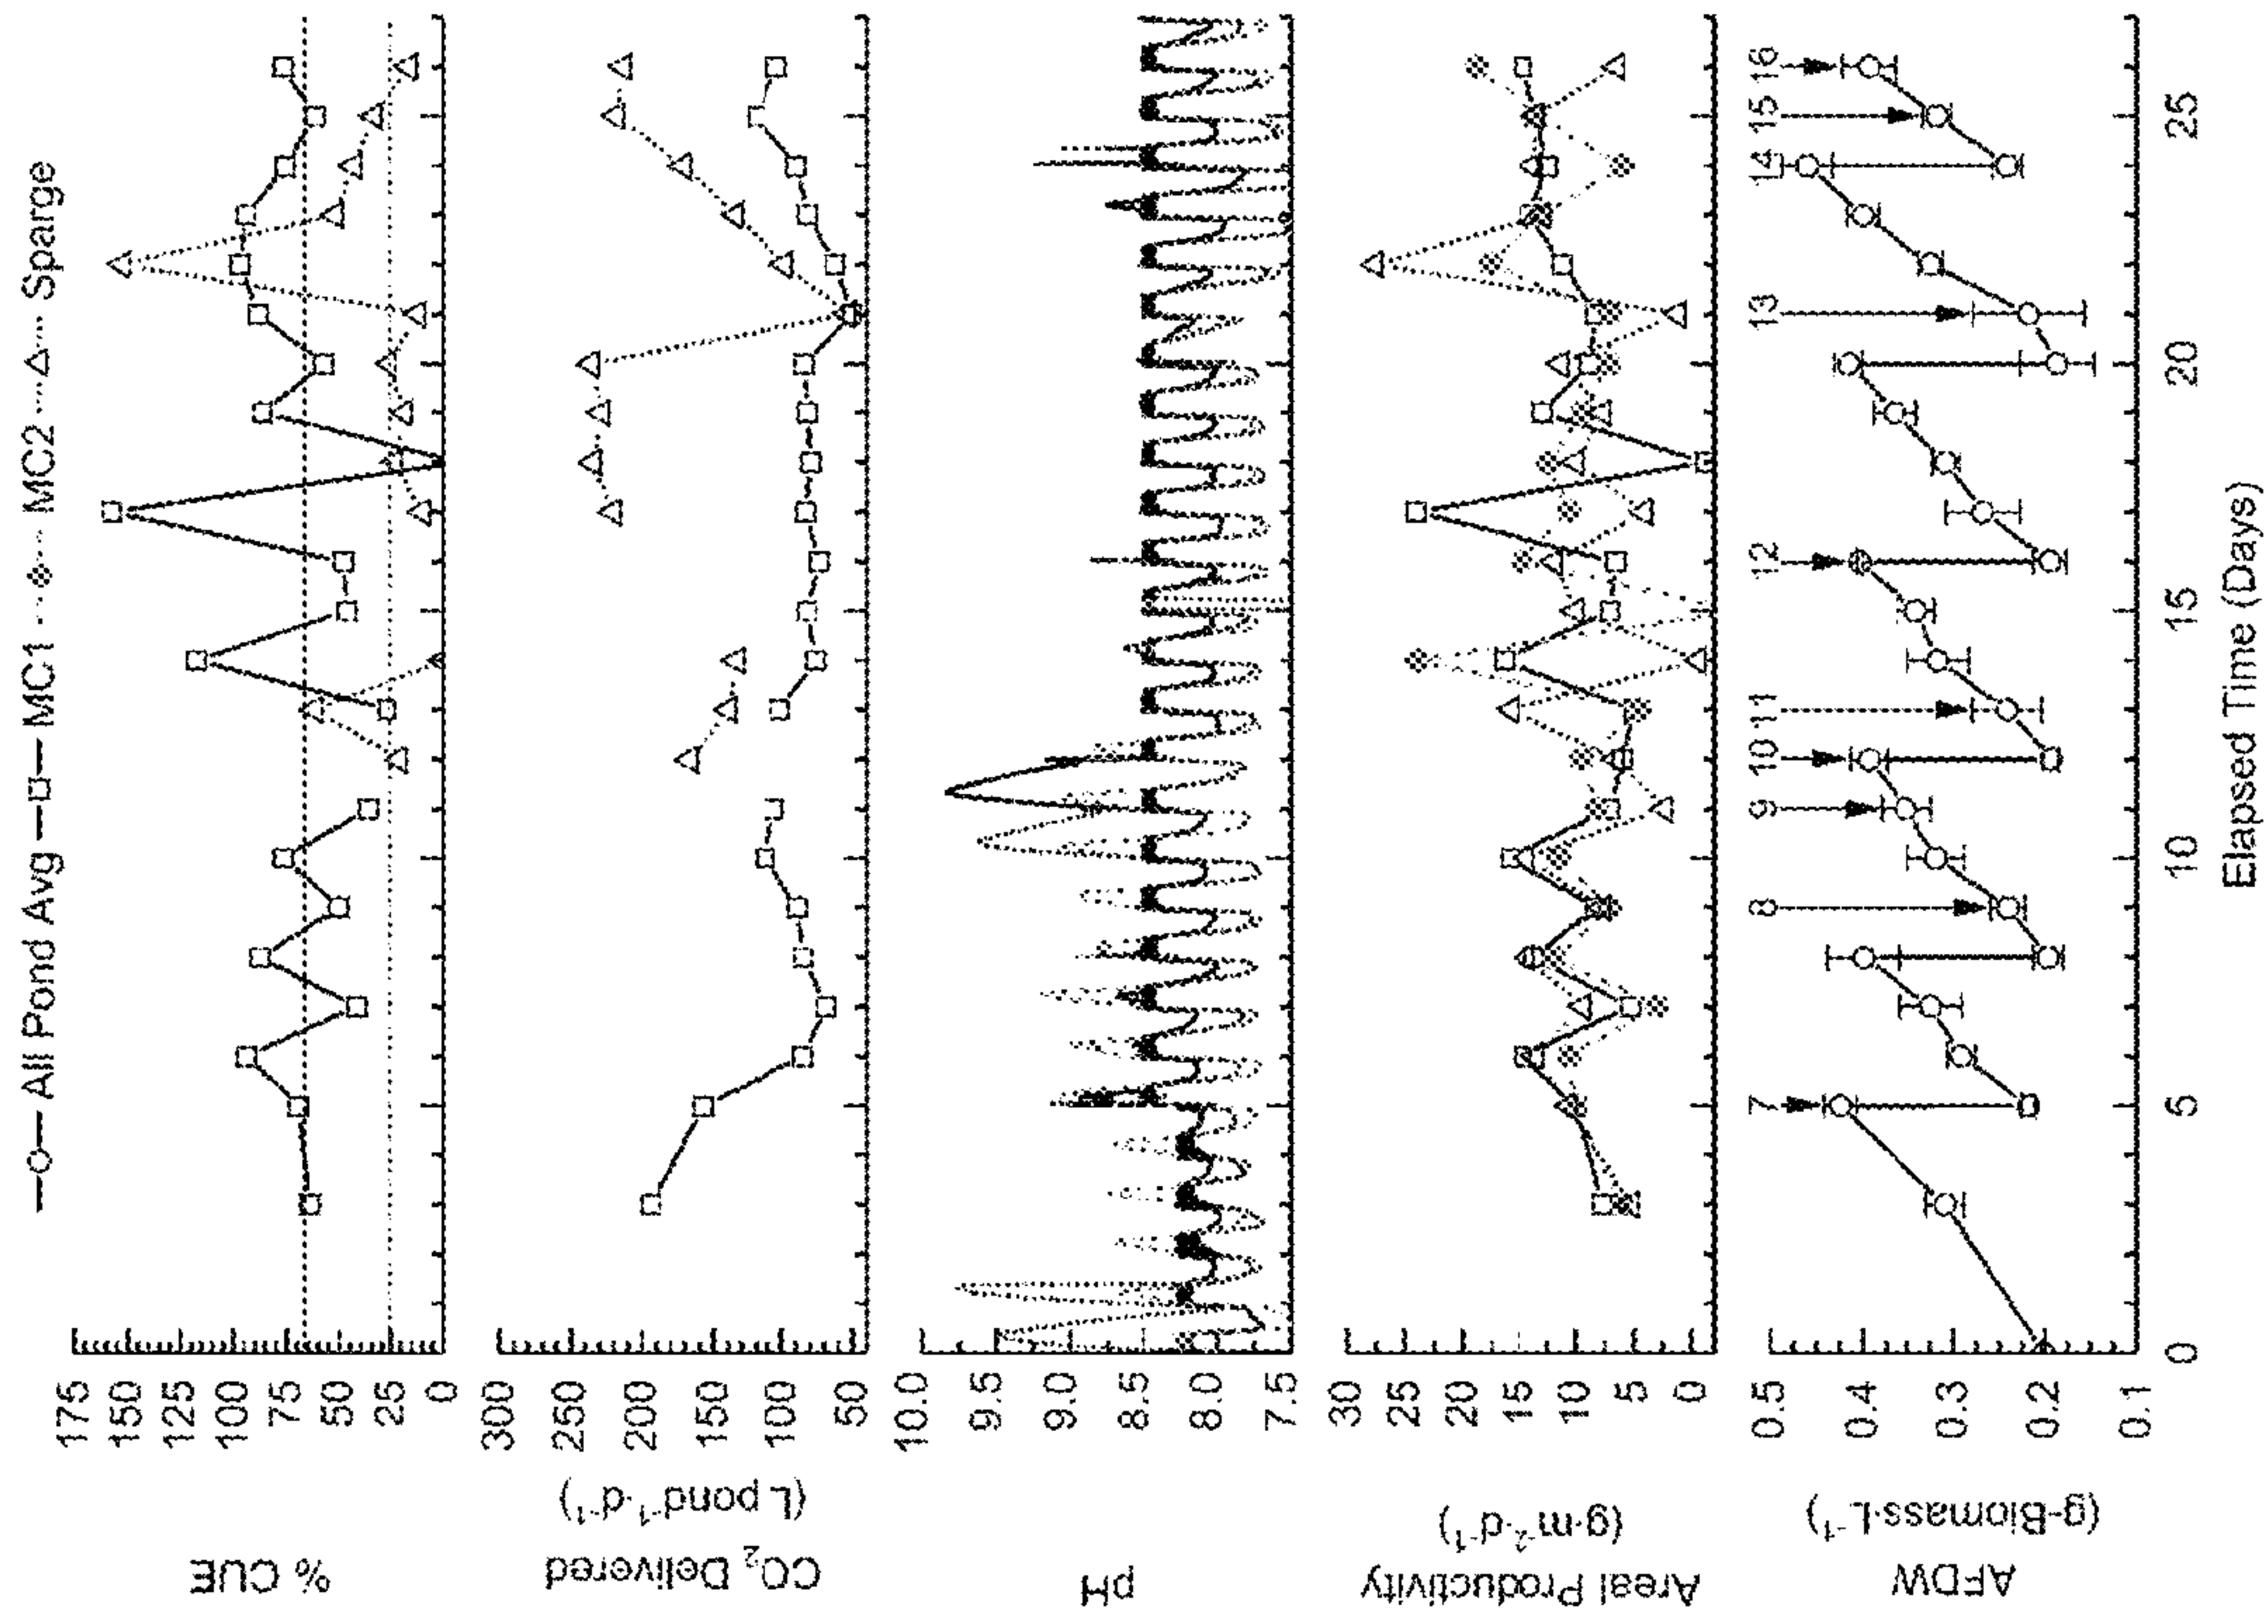 All Pond Avg MC1 MC2 Sparge
% CUE
175
150
125
100
75
50
25
0
CO₂ Delivered
(L pond⁻¹·d⁻¹)
300
250
200
150
100
50
pH
10.0
9.5
9.0
8.5
8.0
7.5
Areal Productivity
(g·m⁻²·d⁻¹)
30
25
20
15
10
5
0
AFDW
(g-Biomass·L⁻¹)
0.5
0.4
0.3
0.2
0.1
7 8 9 10 11 12 13 14 15 16
0 5 10 15 20 25
Elapsed Time (Days)